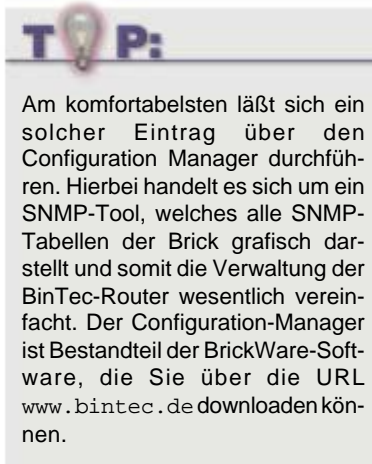 TIP:
Am komfortabelsten läßt sich ein
solcher Eintrag über den
Configuration Manager durchfüh-
ren. Hierbei handelt es sich um ein
SNMP-Tool, welches alle SNMP-
Tabellen der Brick grafisch dar-
stellt und somit die Verwaltung der
BinTec-Router wesentlich verein-
facht. Der Configuration-Manager
ist Bestandteil der BrickWare-Soft-
ware, die Sie über die URL
www.bintec.de downloaden kön-
nen.